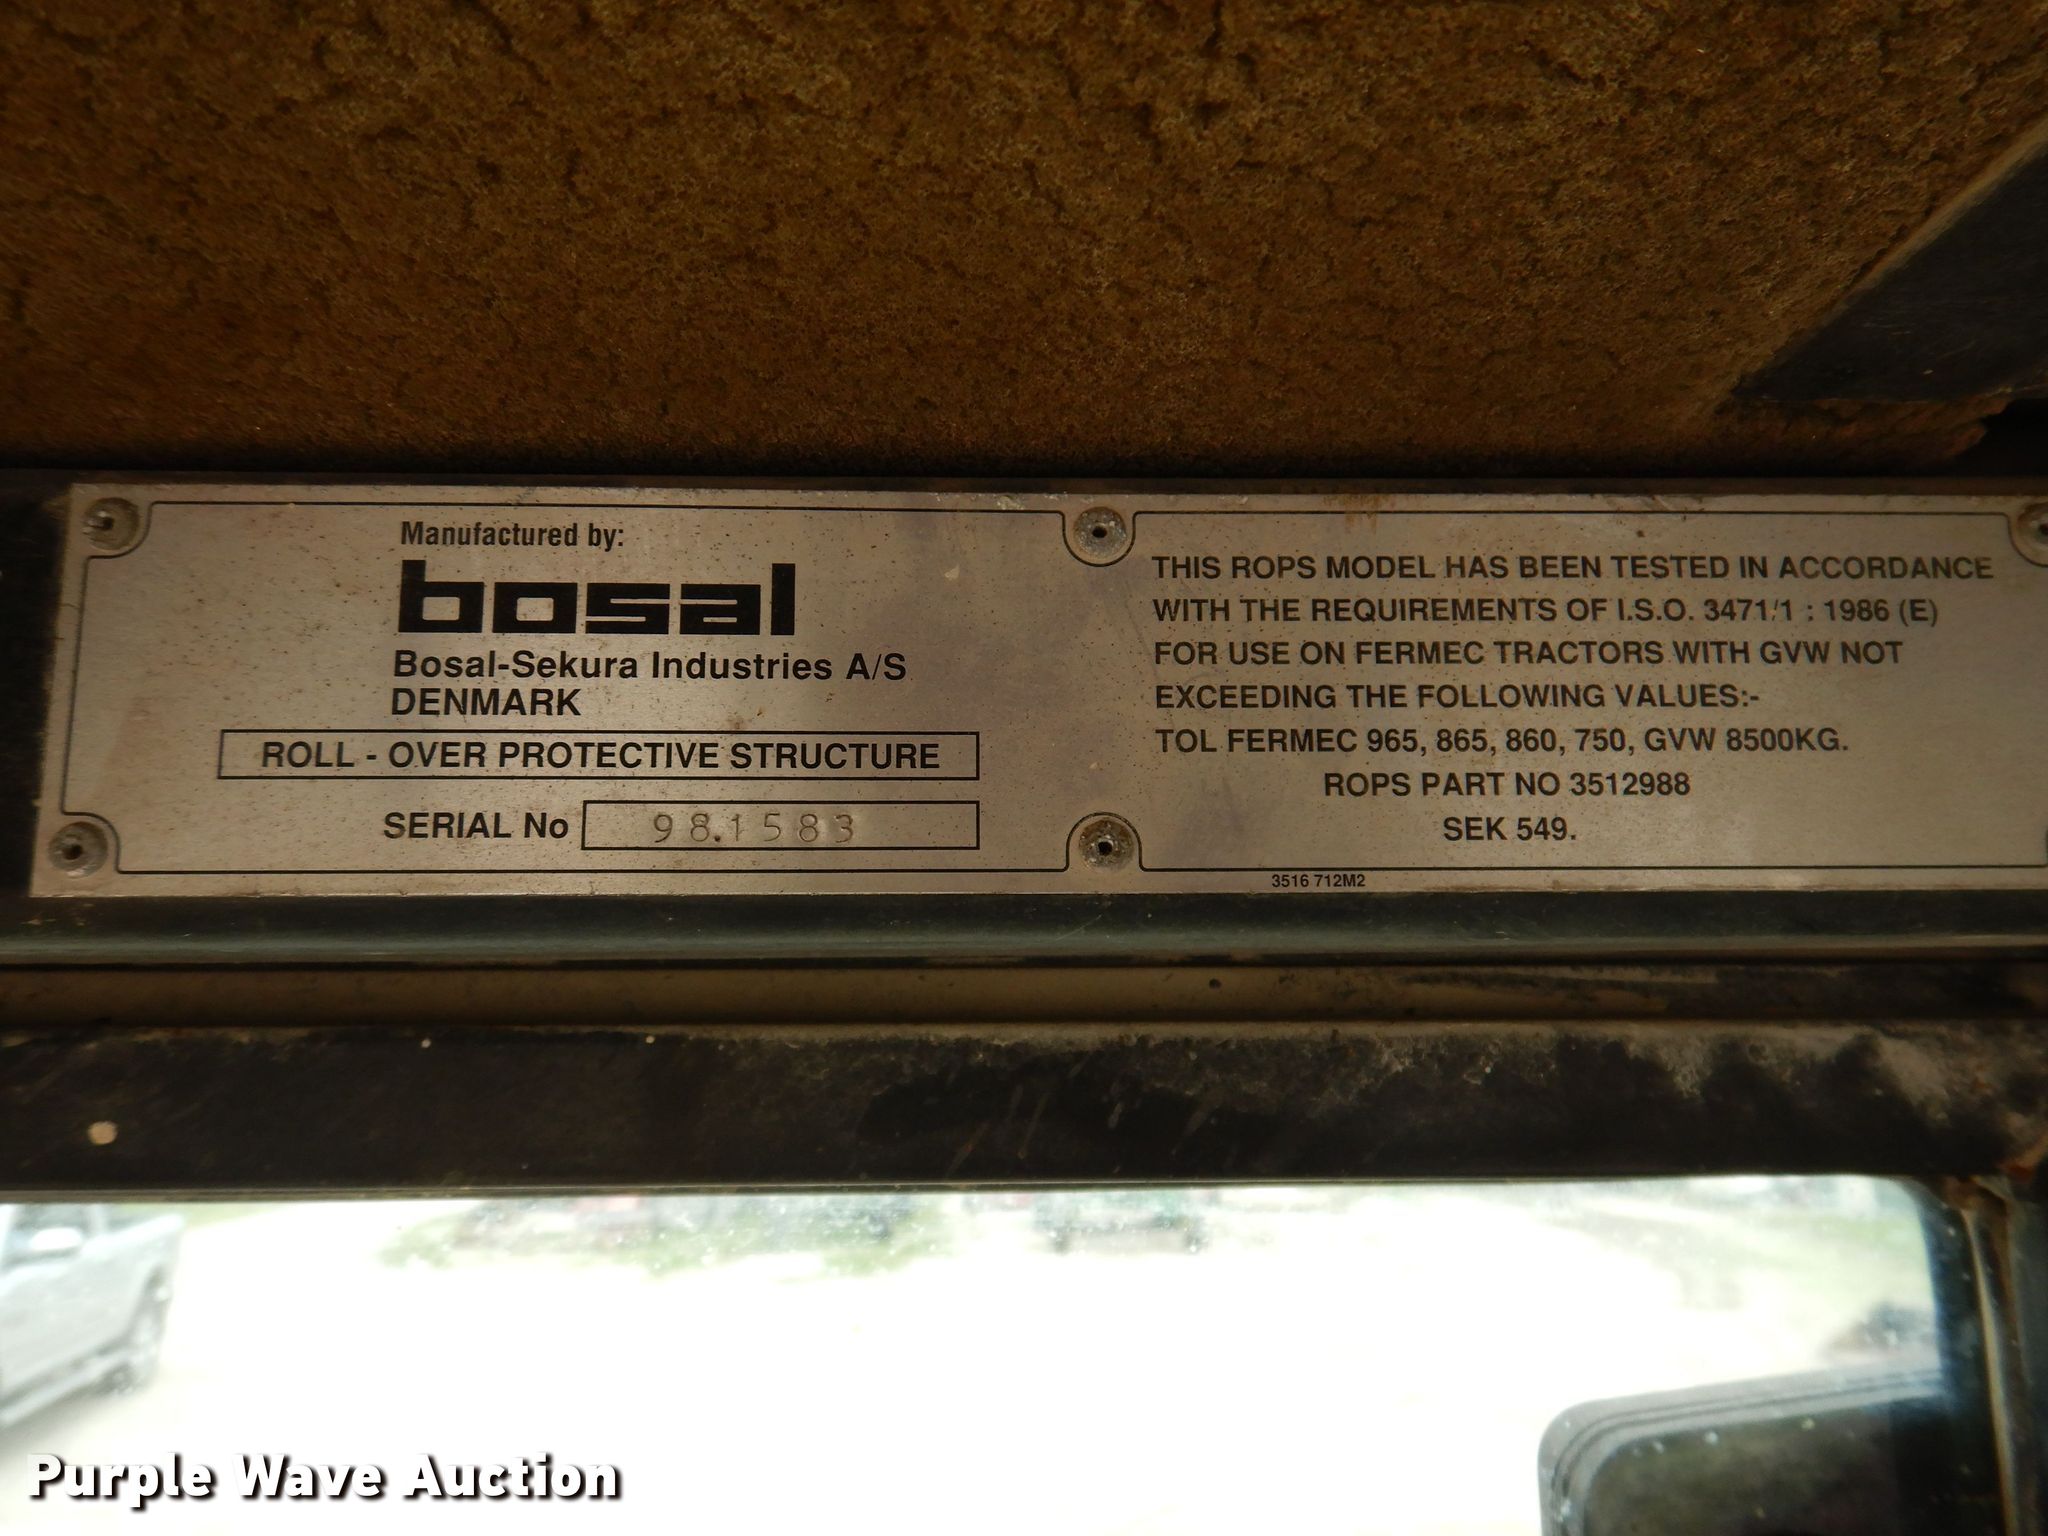 Manufactured by:
bosal
Bosal-Sekura Industries A/S
DENMARK
ROLL - OVER PROTECTIVE STRUCTURE
SERIAL No 98.1583
THIS ROPS MODEL HAS BEEN TESTED IN ACCORDANCE
WITH THE REQUIREMENTS OF I.S.O. 3471/1 : 1986 (E)
FOR USE ON FERMEC TRACTORS WITH GVW NOT
EXCEEDING THE FOLLOWING VALUES:-
TOL FERMEC 965, 865, 860, 750, GVW 8500KG.
ROPS PART NO 3512988
SEK 549.
3516 712M2
Purple Wave Auction